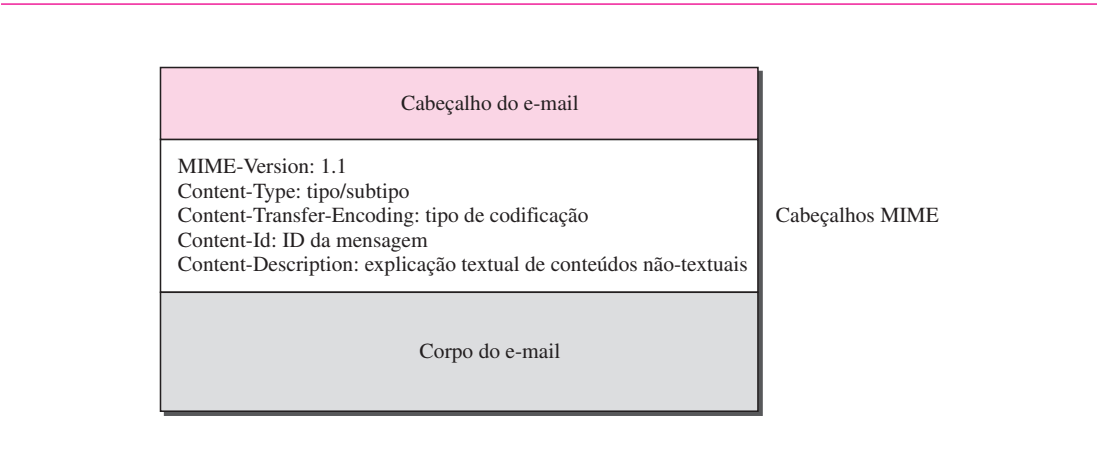 Cabeçalho do e-mail
MIME-Version: 1.1
Content-Type: tipo/subtipo
Content-Transfer-Encoding: tipo de codificação
Content-Id: ID da mensagem
Content-Description: explicação textual de conteúdos não-textuais
Cabeçalhos MIME
Corpo do e-mail